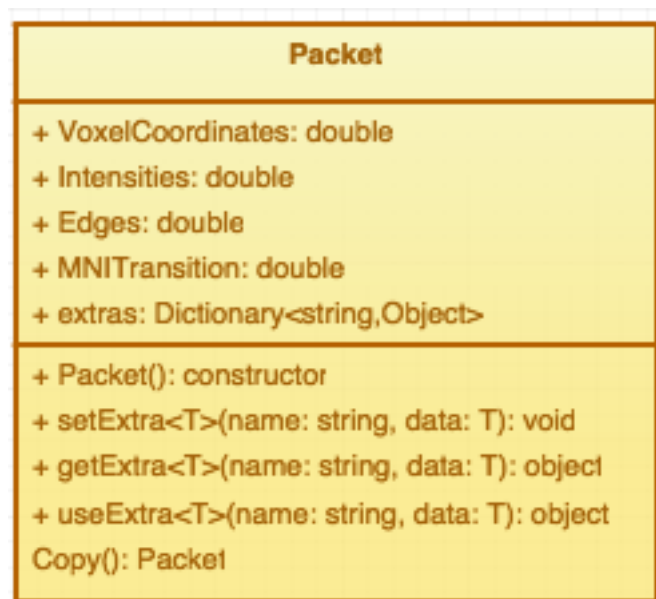 Packet
+ VoxelCoordinates: double
+ Intensities: double
+ Edges: double
+ MNITransition: double
+ extras: Dictionary<string,Object>
+ Packet(): constructor
+ setExtra<T>(name: string, data: T): void
+ getExtra<T>(name: string, data: T): object
+ useExtra<T>(name: string, data: T): object
Copy(): Packet